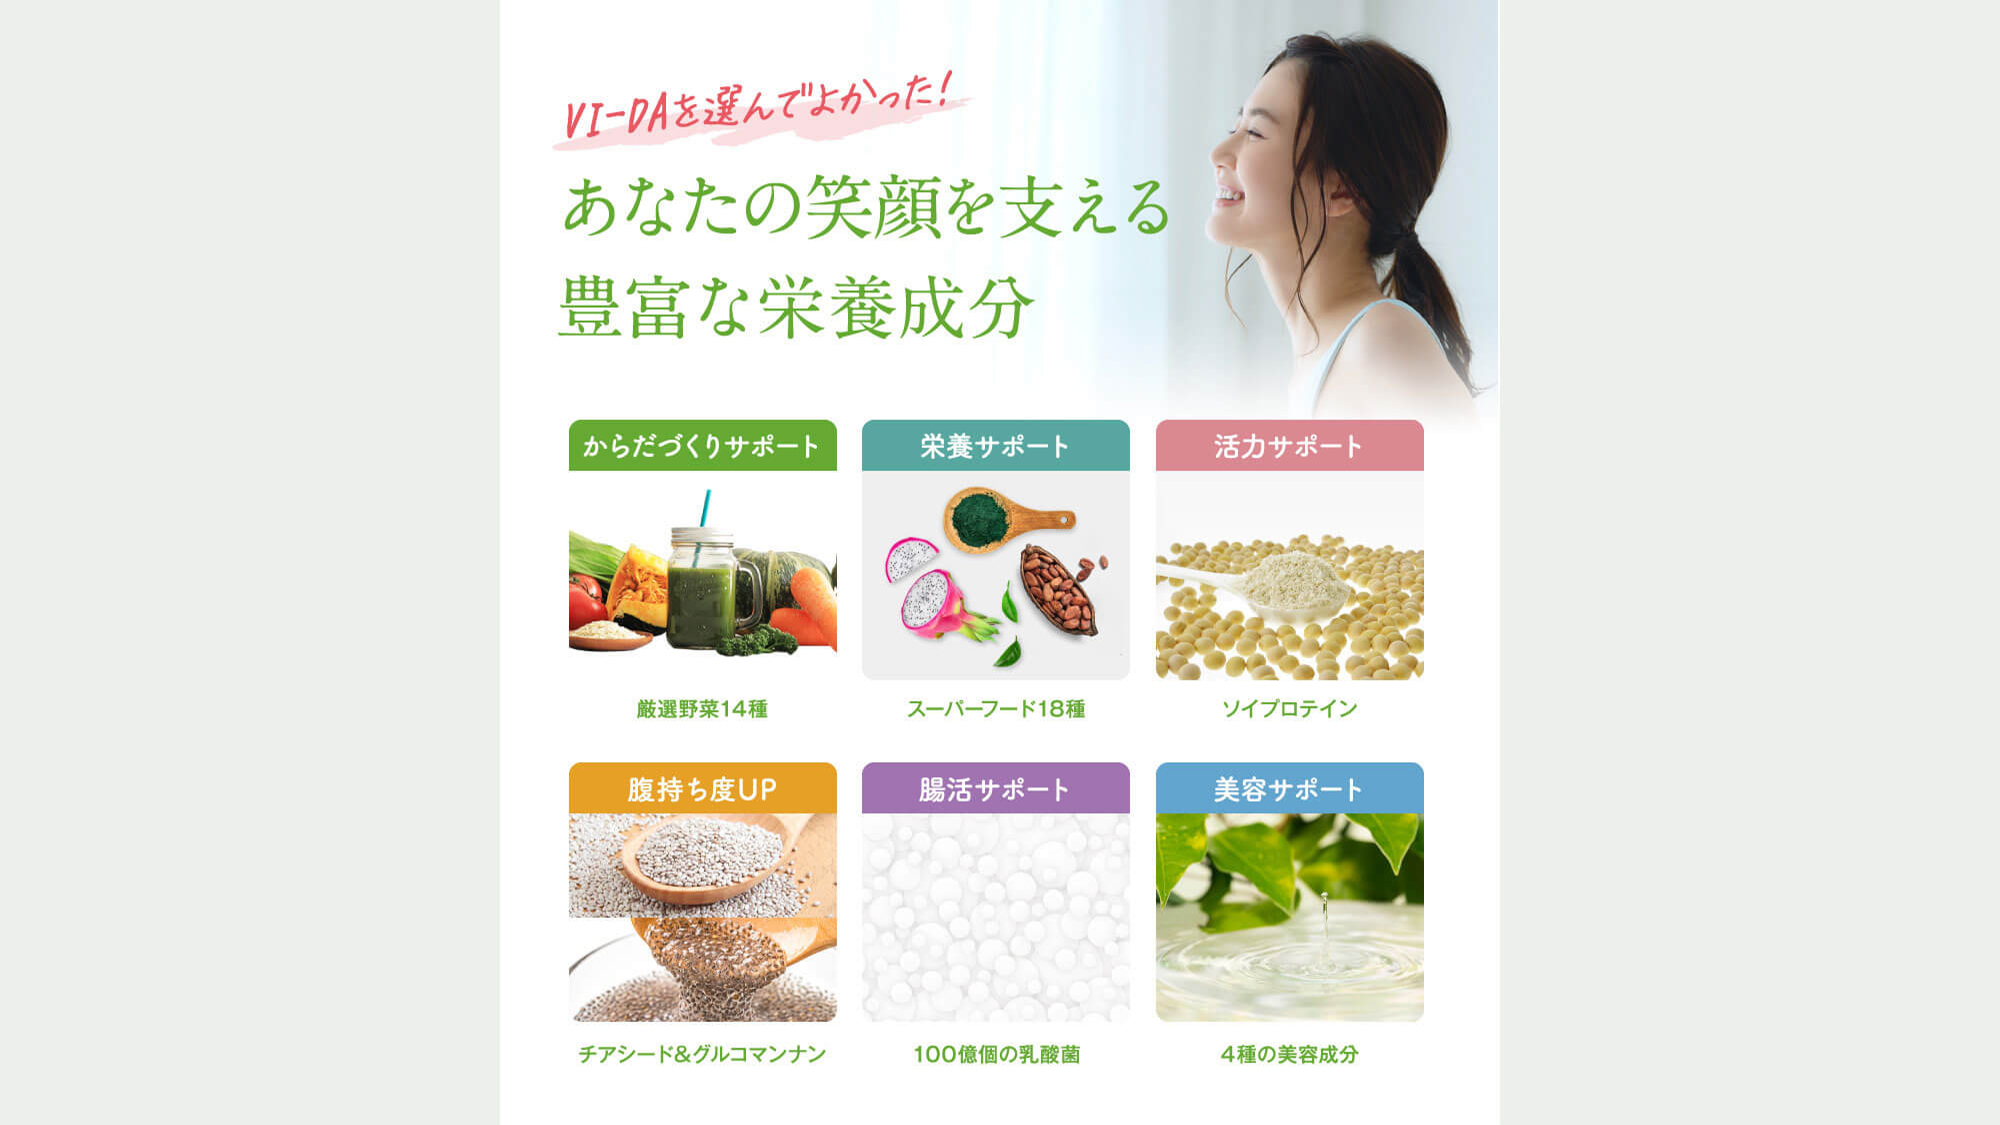 VI-DAを選んでよかった!
あなたの笑顔を支える
豊富な栄養成分
からだづくりサポート
栄養サポート
活力サポート
厳選野菜14種
スーパーフード18種
ソイプロテイン
腹持ち度UP
腸活サポート
美容サポート
チアシード&グルコマンナン
100億個の乳酸菌
4種の美容成分